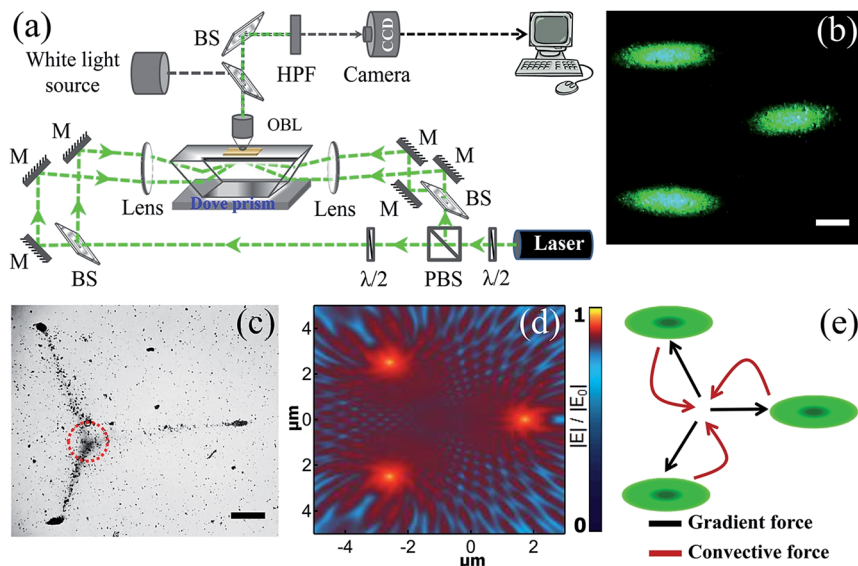 (a)
BS
CCD
White light
source
HPF
Camera
OBL
M
M
M
M
Lens
Dove prism
Lens
M
BS
M
BS
λ/2
PBS
λ/2
Laser
(b)
(c)
(d)
4
2
0
2
4
μm
-4
-2
0
2
μm
1
|E| / |E₀|
0
(e)
Gradient force
Convective force